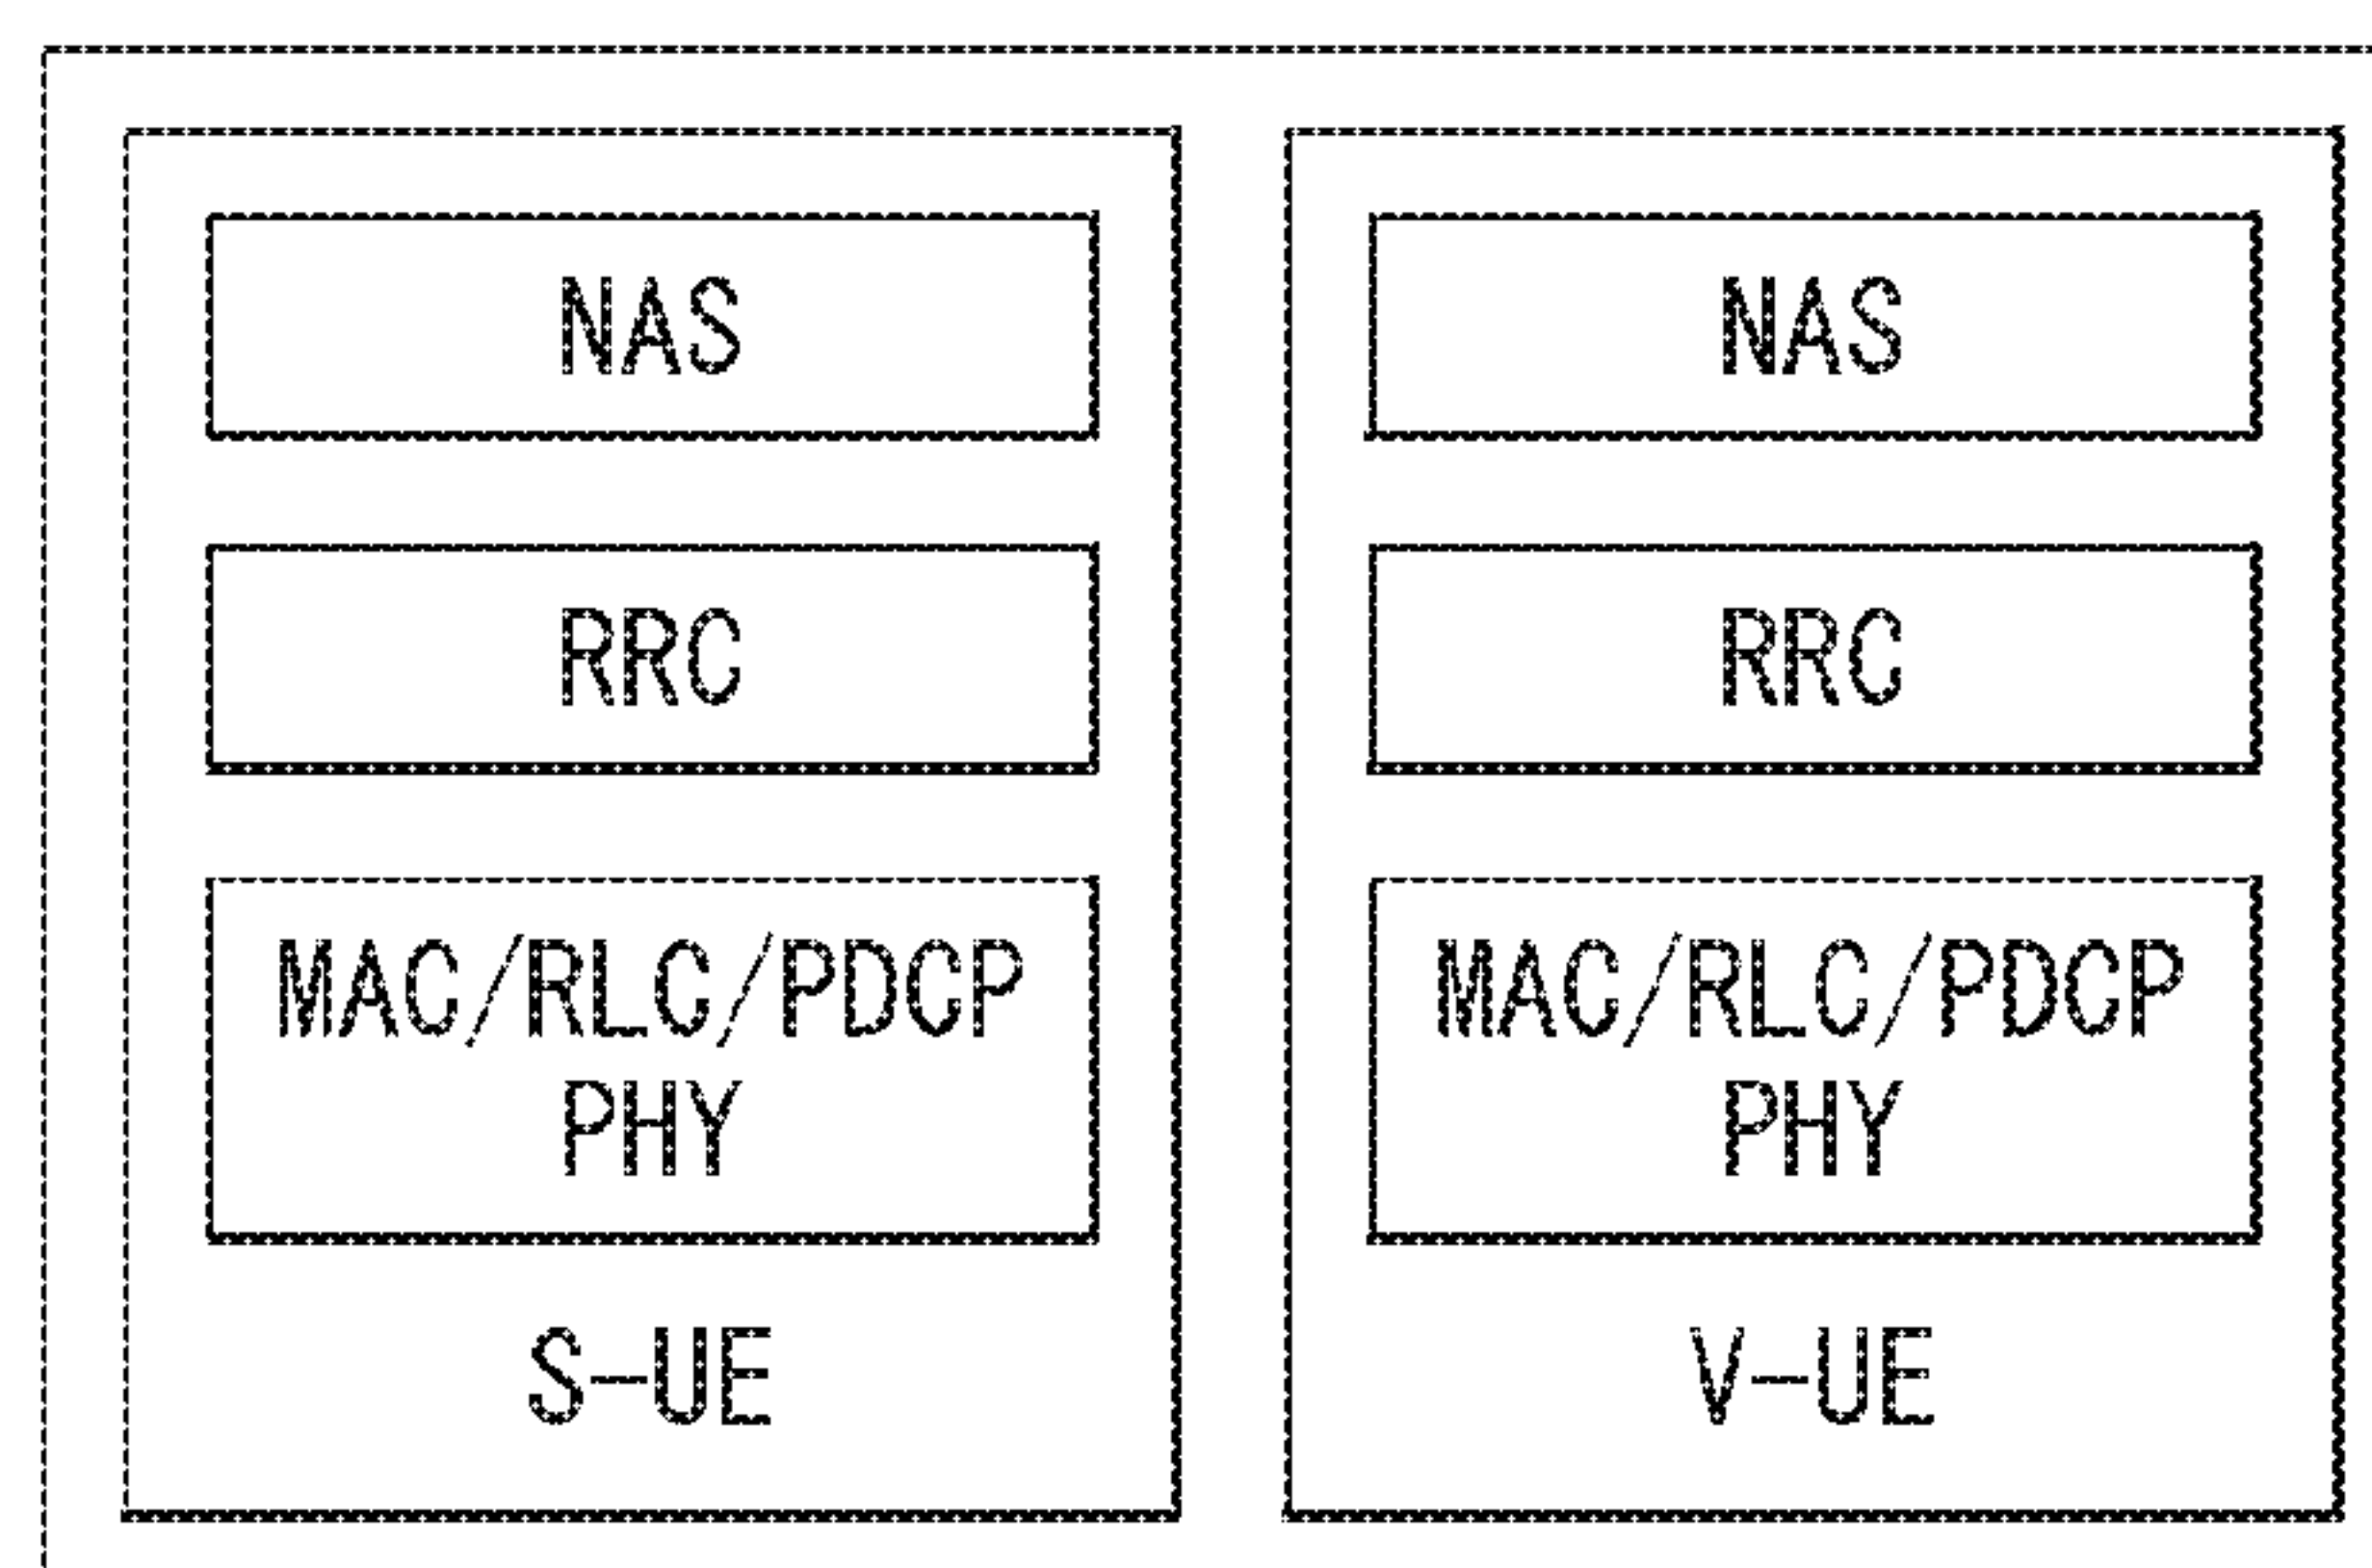 NAS
RRC
MAC/RLC/PDCP
PHY
S-UE
NAS
RRC
MAC/RLC/PDCP
PHY
V-UE